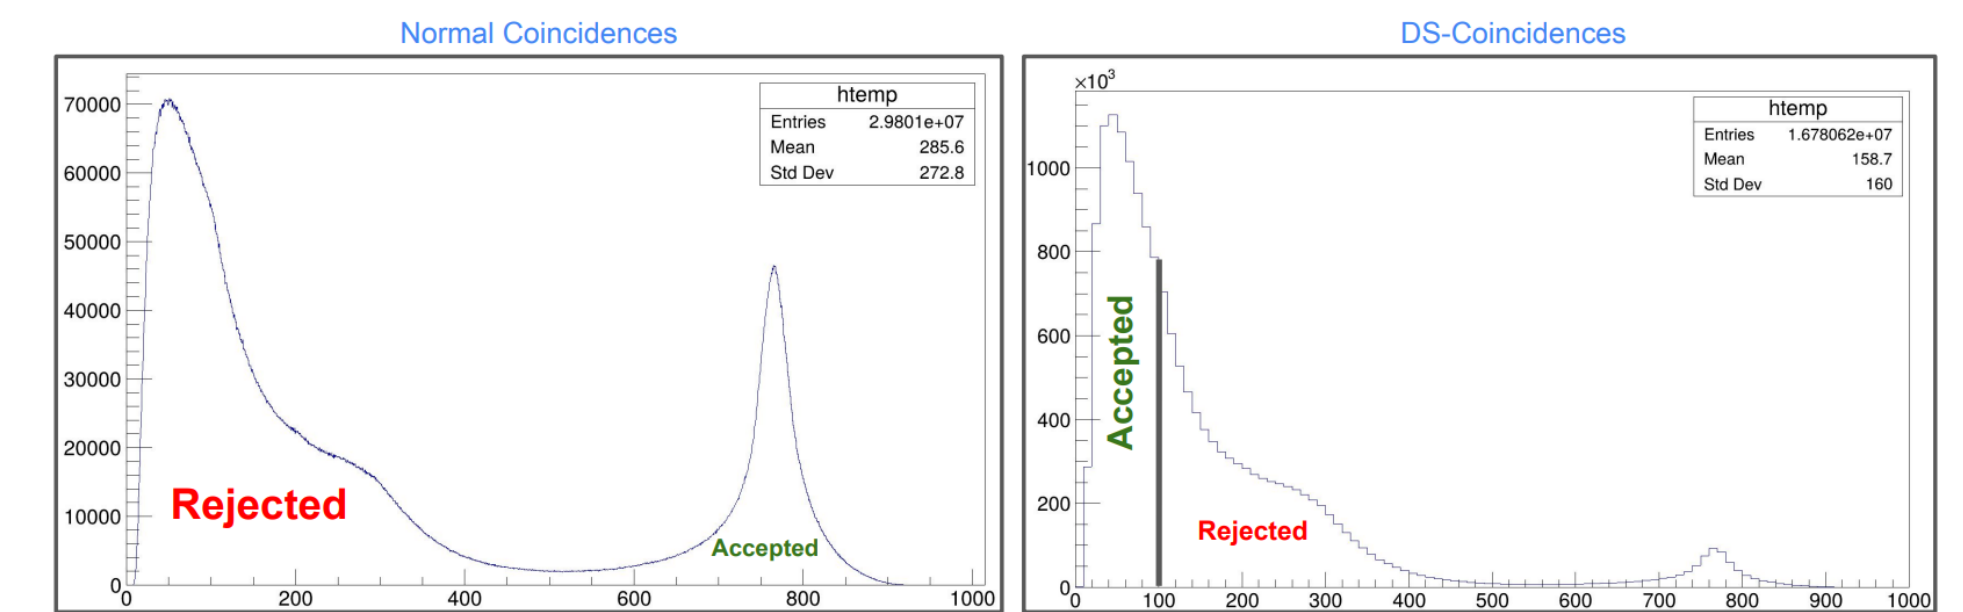 Normal Coincidences
htemp
Entries 2.9801e+07
Mean 285.6
Std Dev 272.8
70000
60000
50000
40000
30000
20000
10000
0
Rejected
Accepted
0 200 400 600 800 1000
DS-Coincidences
×10³
htemp
Entries 1.678062e+07
Mean 158.7
Std Dev 160
1000
800
600
400
200
0
Accepted
Rejected
0 100 200 300 400 500 600 700 800 900 1000